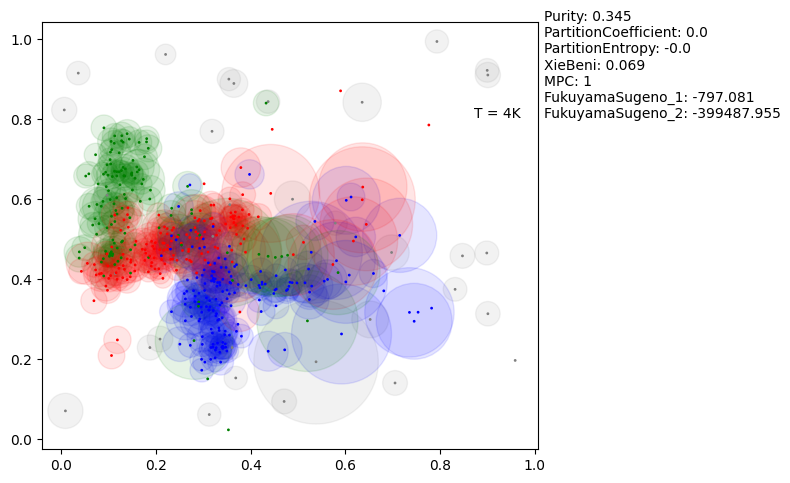 Purity: 0.345
PartitionCoefficient: 0.0
PartitionEntropy: -0.0
XieBeni: 0.069
MPC: 1
FukuyamaSugeno_1: -797.081
FukuyamaSugeno_2: -399487.955
T = 4K
1.0
0.8
0.6
0.4
0.2
0.0
0.0 0.2 0.4 0.6 0.8 1.0